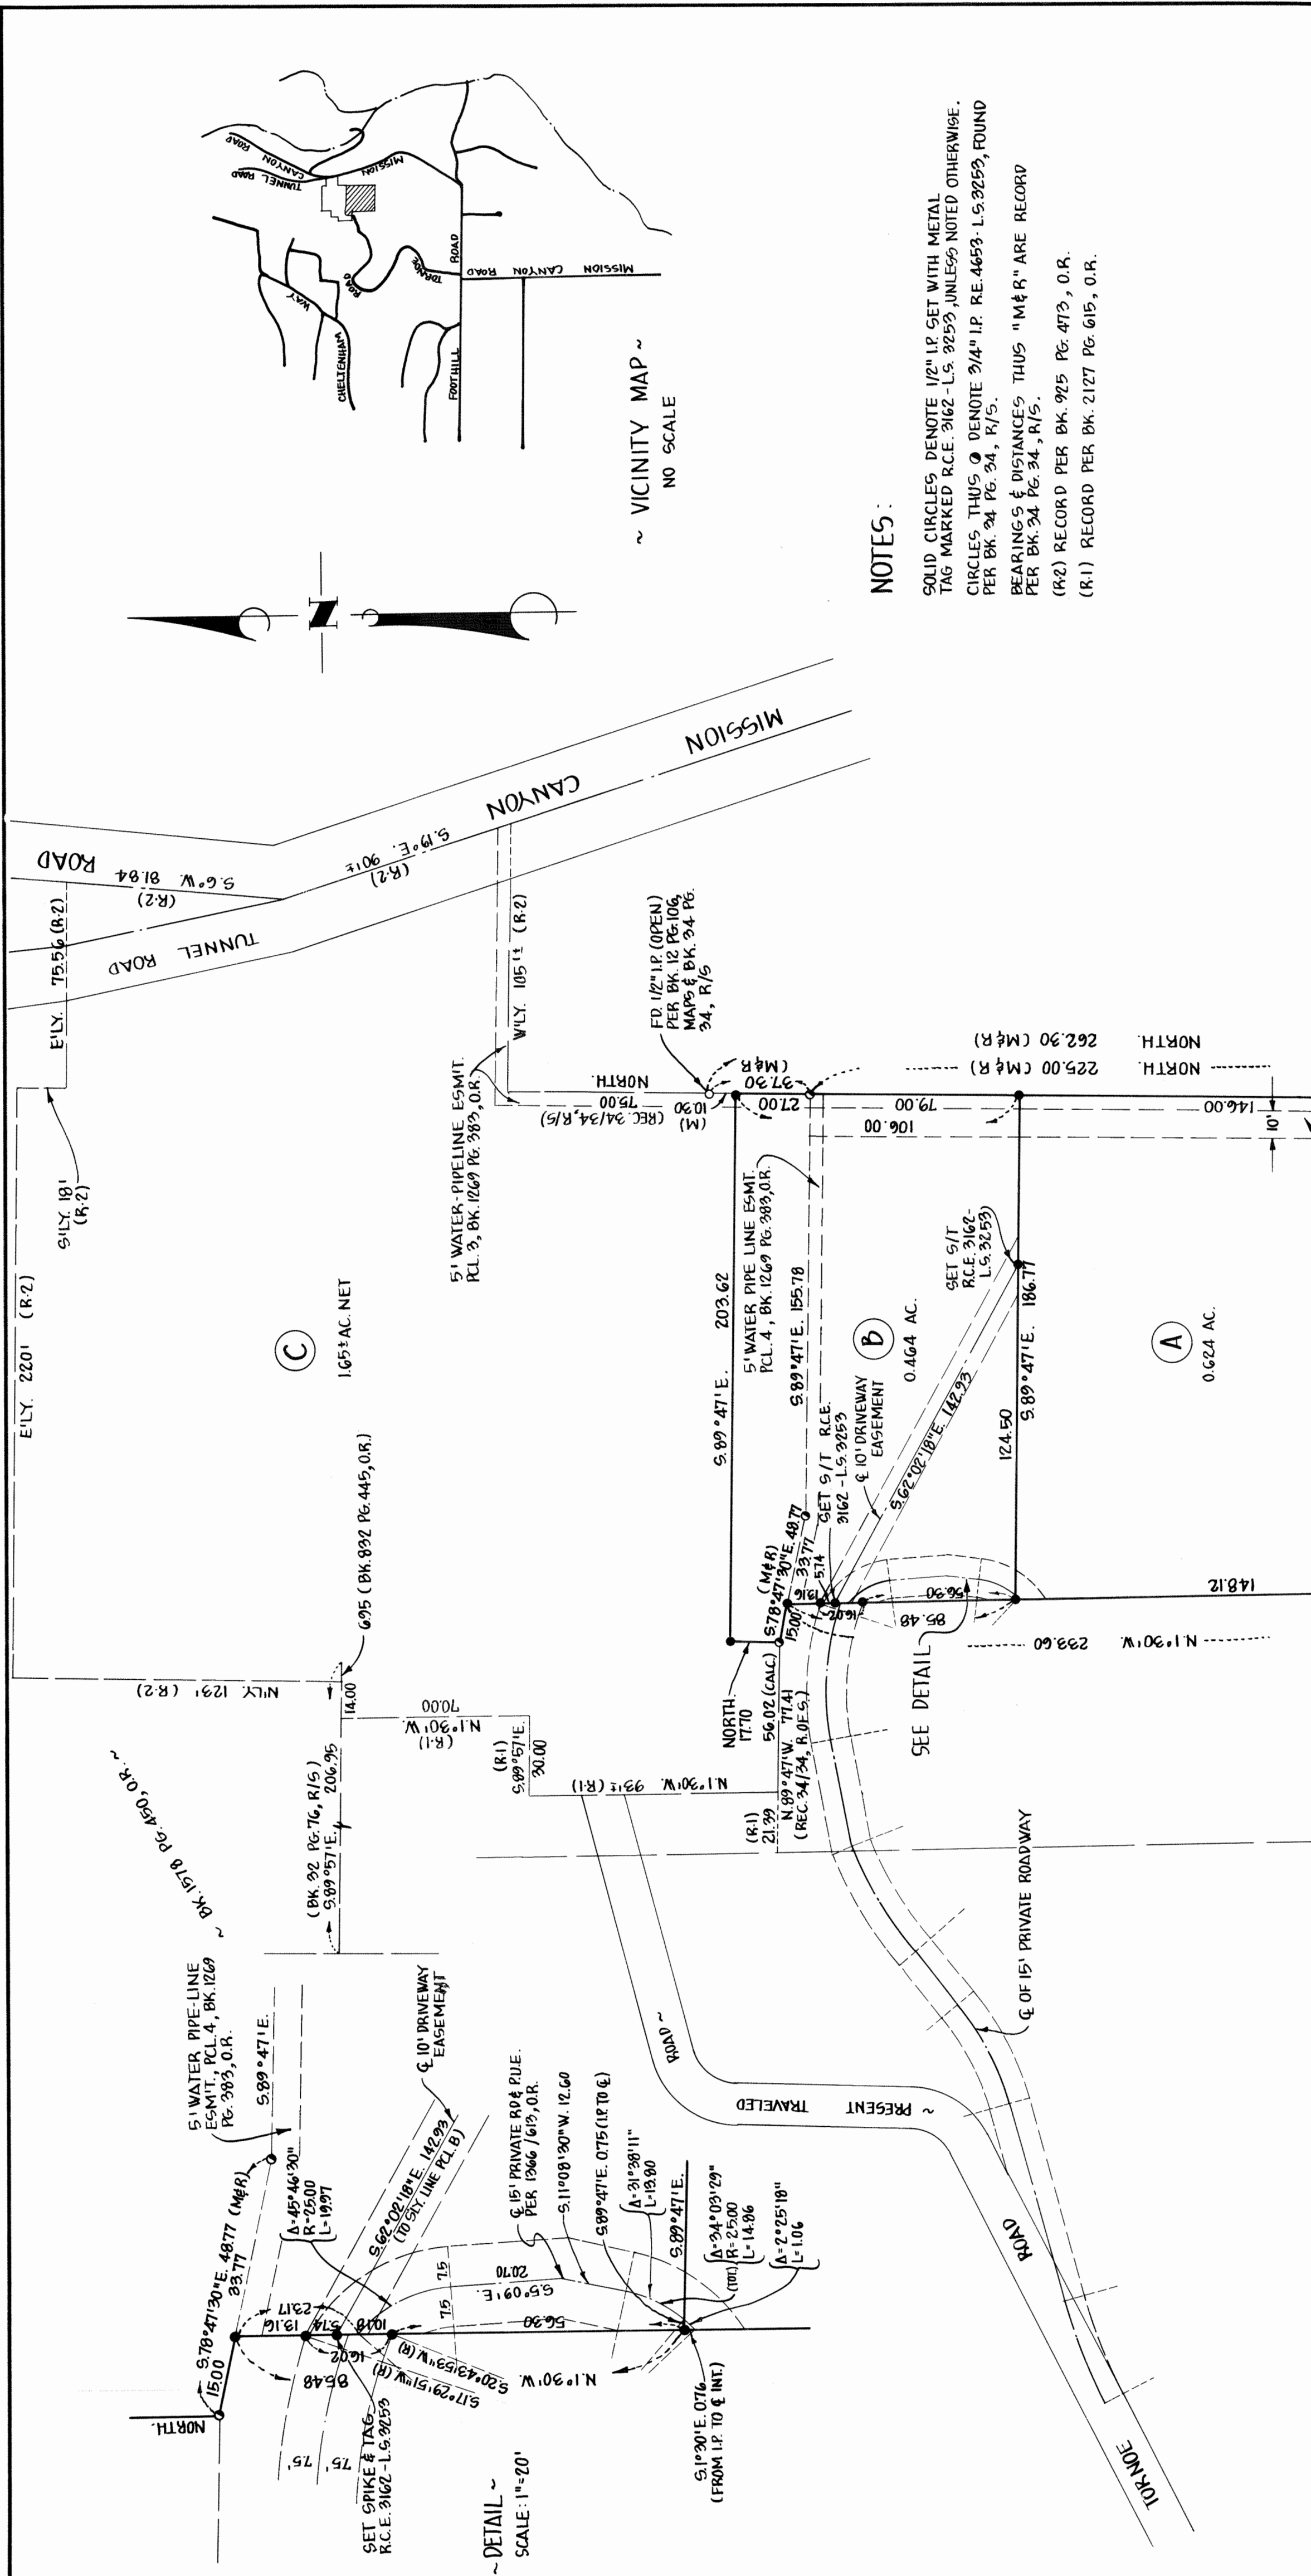 CANYON ROAD
TUNNEL ROAD
MISSION
WAY
ROAD
TORNOE
CHELTENHAM
FOOTHILL
ROAD
MISSION CANYON ROAD
~ VICINITY MAP ~
NO SCALE
NOTES:
SOLID CIRCLES DENOTE 1/2" I.P. SET WITH METAL
TAG MARKED R.C.E. 3162 - L.S. 3253, UNLESS NOTED OTHERWISE.
CIRCLES THUS DENOTE 3/4" I.P. RE. 4653 - L.S. 3253, FOUND
PER BK. 34 PG. 34, R/S.
BEARINGS & DISTANCES THUS "M&R" ARE RECORD
PER BK. 34 PG. 34, R/S.
(R-2) RECORD PER BK. 925 PG. 473, O.R.
(R-1) RECORD PER BK. 2127 PG. 615, O.R.
N
MISSION
CANYON
ROAD
S.6°W. 81.84
(R-2)
S.19°E. 901±
(R-2)
TUNNEL ROAD
E'LY. 75.56 (R-2)
S'LY. 18'
(R-2)
E'LY. 220' (R-2)
W'LY. 185'± (R-2)
5' WATER-PIPELINE ESM'T.
PCL. 3, BK. 1269 PG. 383, O.R.
FD. 1/2" I.P. (OPEN)
PER BK. 12 PG. 106,
MAPS & BK. 34 PG.
34, R/S
NORTH
75.00
(REC. 34/34, R/S)
10.30
(M)
37.30
(M&R)
27.00
NORTH. 262.30 (M&R)
NORTH. 225.00 (M&R)
79.00
106.00
146.00
10'
C
1.65± AC. NET
N'LY. 123' (R-2)
14.00
695 (BK. 832 PG. 445, O.R.)
(BK. 32 PG. 76, R/S)
S.89°57'E. 206.95
~ BK. 1578 PG. 450, O.R. ~
70.00
N.1°30'W.
(R-1)
(R-1)
S.89°57'E.
30.00
N.1°30'W. 93'± (R-1)
(R-1)
21.39
N.89°47'W. 77.41
(REC. 34/34, R. OF S.)
56.02 (CALC)
NORTH.
17.70
S.89°47'E. 203.62
5' WATER PIPE LINE ESMT.
PCL. 4, BK. 1269 PG. 383, O.R.
S.89°47'E. 155.78
(M&R)
S.78°47'30"E. 48.77
33.77
15.00
13.16
5.74
16.02
SET S/T R.C.E.
3162 - L.S. 3253
℄ 10' DRIVEWAY
EASEMENT
S.62°02'18"E. 142.93
B
0.464 AC.
SET S/T
R.C.E. 3162-
L.S. 3253
124.50
S.89°47'E. 186.77
A
0.624 AC.
56.30
85.48
SEE DETAIL
148.12
N.1°30'W. 233.60
℄ OF 15' PRIVATE ROADWAY
~ PRESENT TRAVELED
ROAD ~
TORNOE
ROAD
5' WATER PIPE-LINE
ESM'T., PCL. 4, BK. 1269
PG. 383, O.R.
S.89°47'E.
S.78°47'30"E. 48.77 (M&R)
33.77
15.00
NORTH.
Δ=45°46'30"
R=25.00
L=19.97
23.17
13.16
5.74
10.18
16.02
85.48
℄ 10' DRIVEWAY
EASEMENT
S.62°02'18"E. 142.93
(TO S'LY. LINE PCL. B)
℄ 15' PRIVATE RD & P.U.E.
PER 1366 / 613, O.R.
S.11°08'30"W. 12.60
S.89°47'E. 0.75 (I.P. TO ℄)
Δ=31°38'11"
L=13.80
S.89°47'E.
Δ=34°03'29"
(TOT.) R=25.00
L=14.86
Δ=2°25'18"
L=1.06
20.70
S.5°09'E.
7.5
7.5
56.30
N.1°30'W.
S.20°43'53"W. (R)
S.17°29'51"W. (R)
7.5'
7.5'
SET SPIKE & TAG
R.C.E. 3162 - L.S. 3253
S.1°30'E. 0.76
(FROM I.P. TO ℄ INT.)
~ DETAIL ~
SCALE: 1"=20'